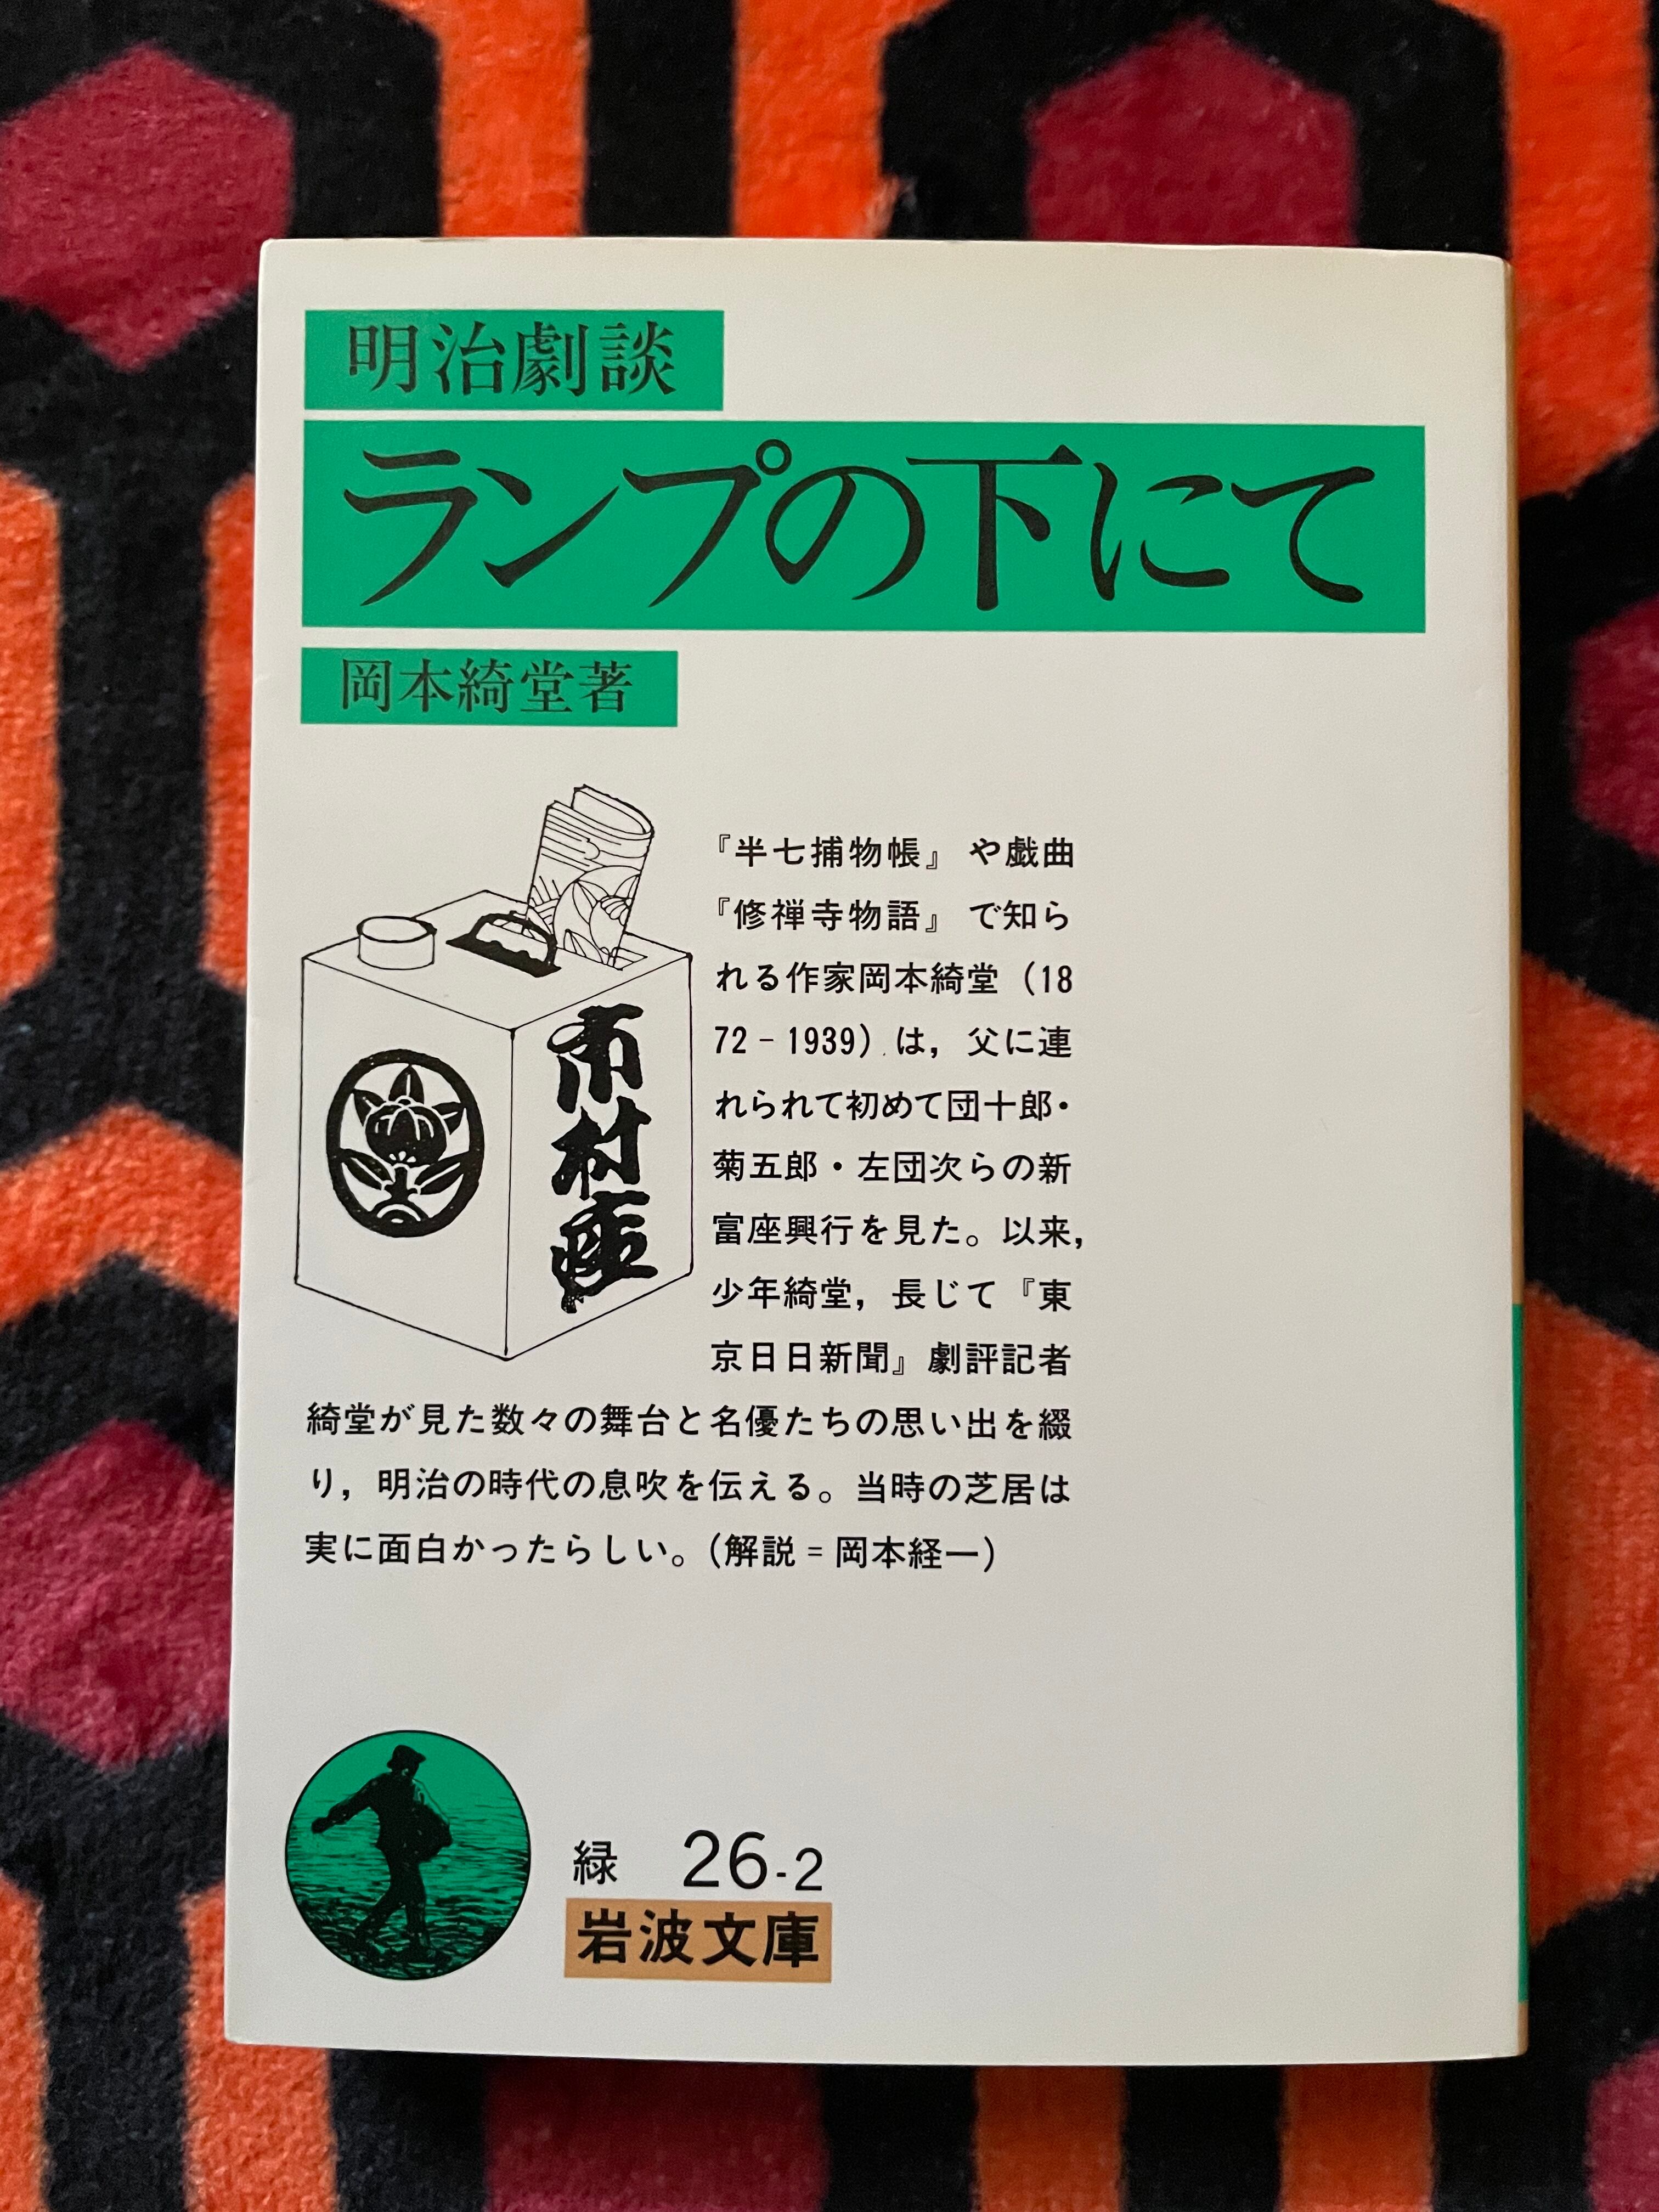 明治劇談
ランプの下にて
岡本綺堂著
市村座
『半七捕物帳』や戯曲
『修禅寺物語』で知ら
れる作家岡本綺堂(18
72-1939)は，父に連
れられて初めて団十郎・
菊五郎・左団次らの新
富座興行を見た。以来，
少年綺堂，長じて『東
京日日新聞』劇評記者
綺堂が見た数々の舞台と名優たちの思い出を綴
り，明治の時代の息吹を伝える。当時の芝居は
実に面白かったらしい。(解説=岡本経一)
緑 26-2
岩波文庫